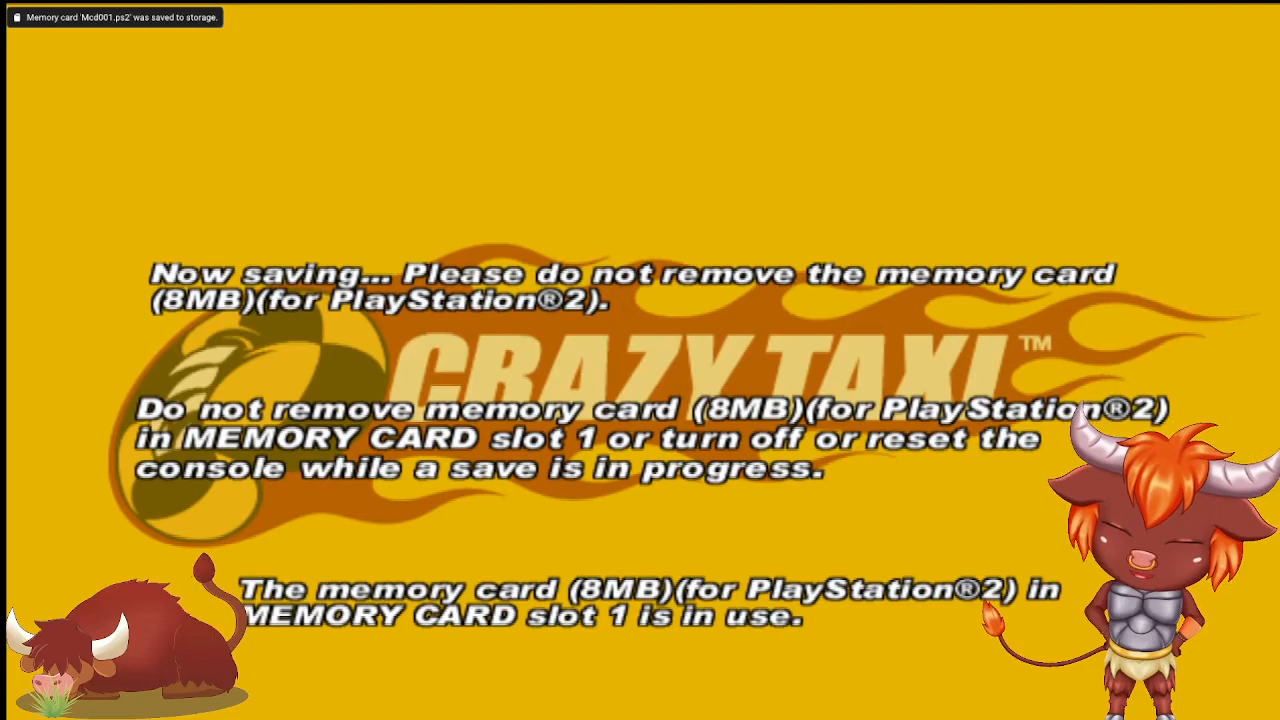 Memory card 'Mcd001.ps2' was saved to storage.
Now saving... Please do not remove the memory card
(8MB)(for PlayStation®2).
CRAZY TAXI™
Do not remove memory card (8MB)(for PlayStation®2)
in MEMORY CARD slot 1 or turn off or reset the
console while a save is in progress.
The memory card (8MB)(for PlayStation®2) in
MEMORY CARD slot 1 is in use.